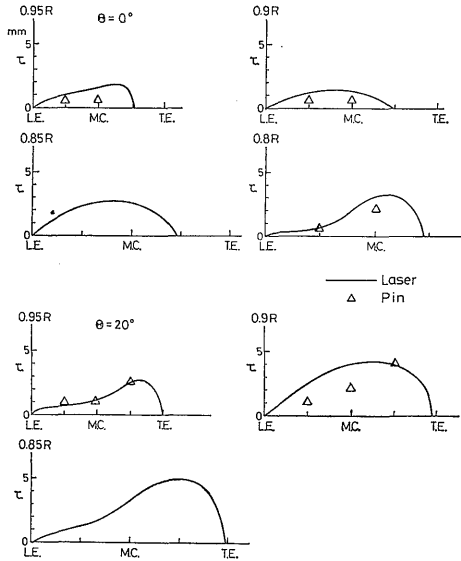 0.95R
θ = 0°
0.9R
mm
5
5
τ
τ
0
0
L.E. M.C. T.E.
L.E. M.C. T.E.
0.85R
0.8R
5
5
τ
τ
0
0
L.E. M.C. T.E.
L.E. M.C.
Laser
Pin
0.95R
θ = 20°
0.9R
5
5
τ
τ
0
0
L.E. M.C. T.E.
L.E. M.C. T.E.
0.85R
5
τ
0
L.E. M.C. T.E.